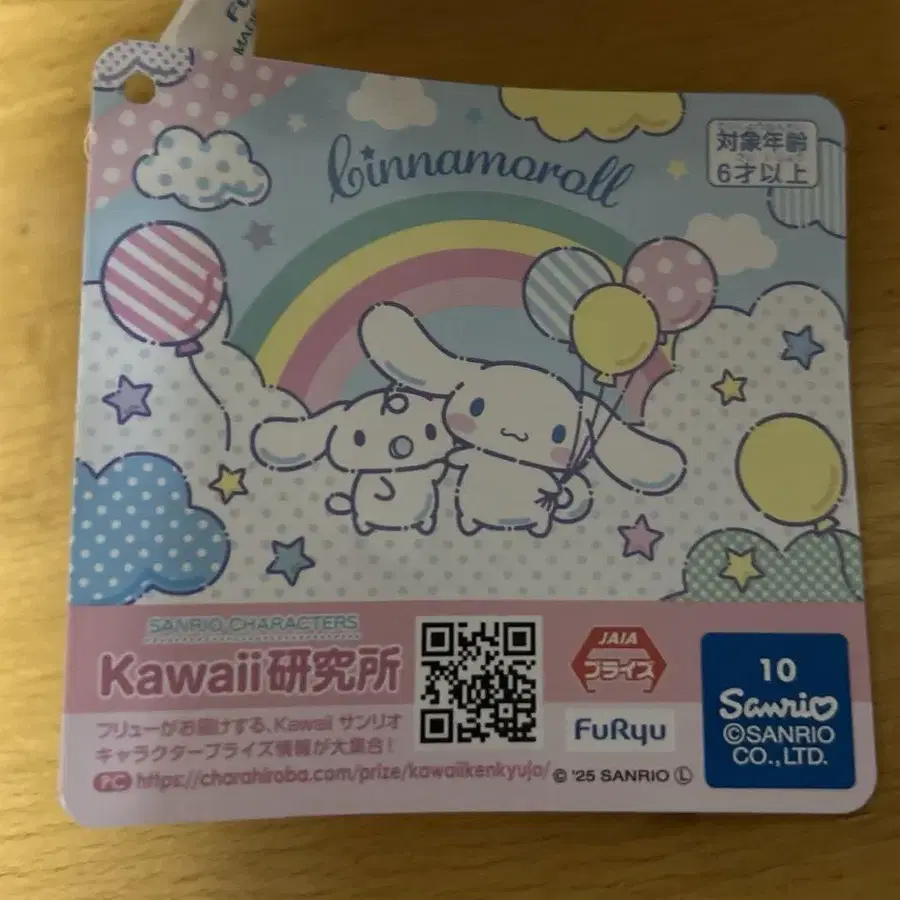 Cinnamoroll
対象年齢
6才以上
SANRIO CHARACTERS
Kawaii研究所
フリューがお届けする、Kawaii サンリオ
キャラクタープライズ情報が大集合!
PC https://charahiroba.com/prize/kawaiikenkyujo/
JAIA
プライズ
FuRyu
© '25 SANRIO Ⓛ
10
Sanrio
©SANRIO
CO.,LTD.